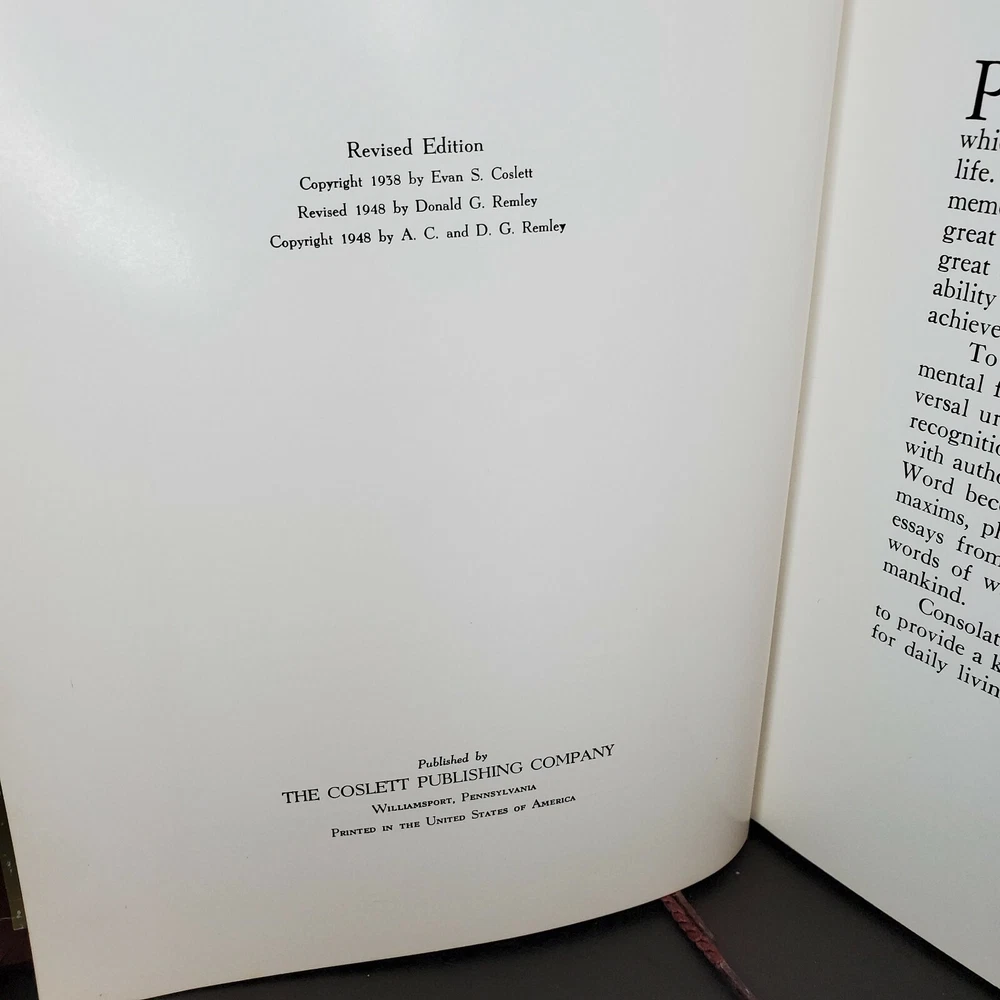 Revised Edition
Copyright 1938 by Evan S. Coslett
Revised 1948 by Donald G. Remley
Copyright 1948 by A. C. and D. G. Remley
Published by
THE COSLETT PUBLISHING COMPANY
Williamsport, Pennsylvania
Printed in the United States of America
life.
great
great
ability
To
mental
with
Word
maxims,
essays from
words of
mankind.
to provide a
for daily